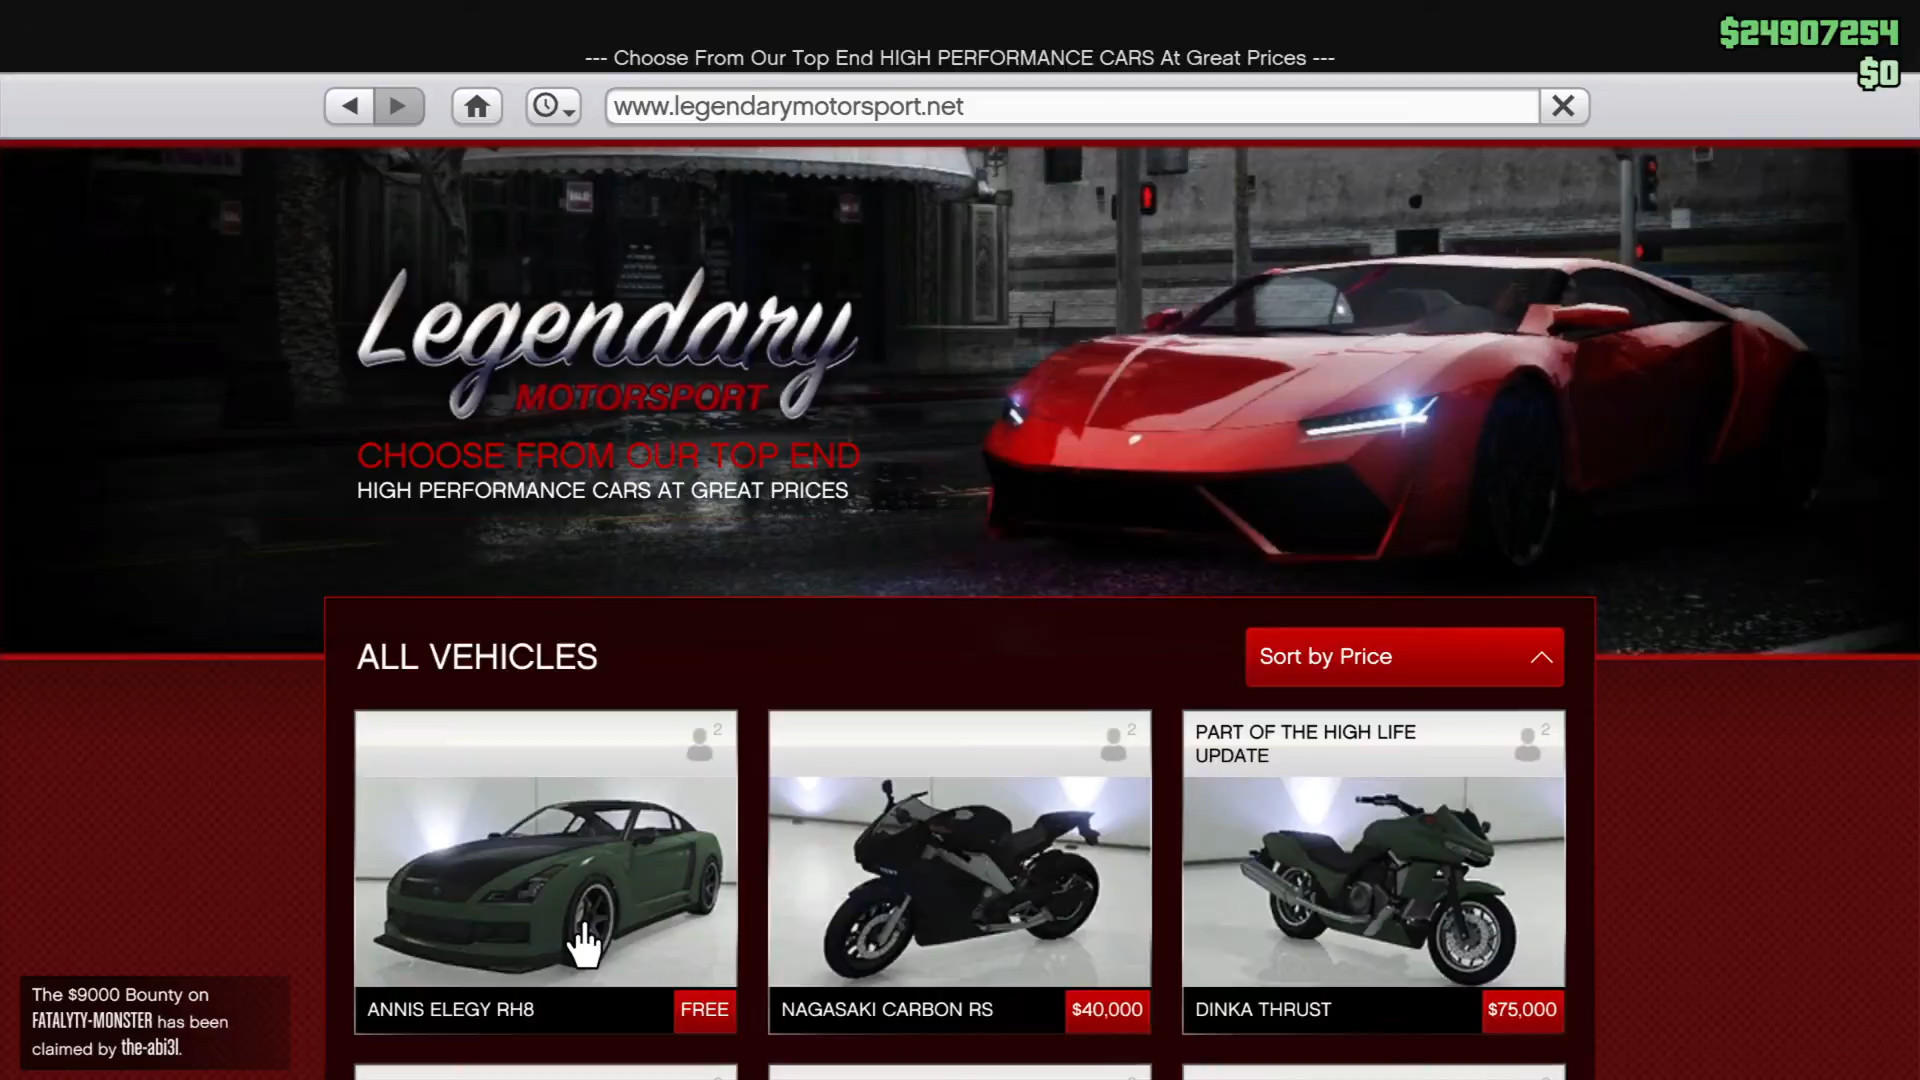 $24907254
--- Choose From Our Top End HIGH PERFORMANCE CARS At Great Prices ---
$0
www.legendarymotorsport.net
Legendary
MOTORSPORT
CHOOSE FROM OUR TOP END
HIGH PERFORMANCE CARS AT GREAT PRICES
ALL VEHICLES
Sort by Price
2
2
PART OF THE HIGH LIFE
UPDATE
2
ANNIS ELEGY RH8
FREE
NAGASAKI CARBON RS
$40,000
DINKA THRUST
$75,000
The $9000 Bounty on
FATALYTY-MONSTER has been
claimed by the-abi3l.